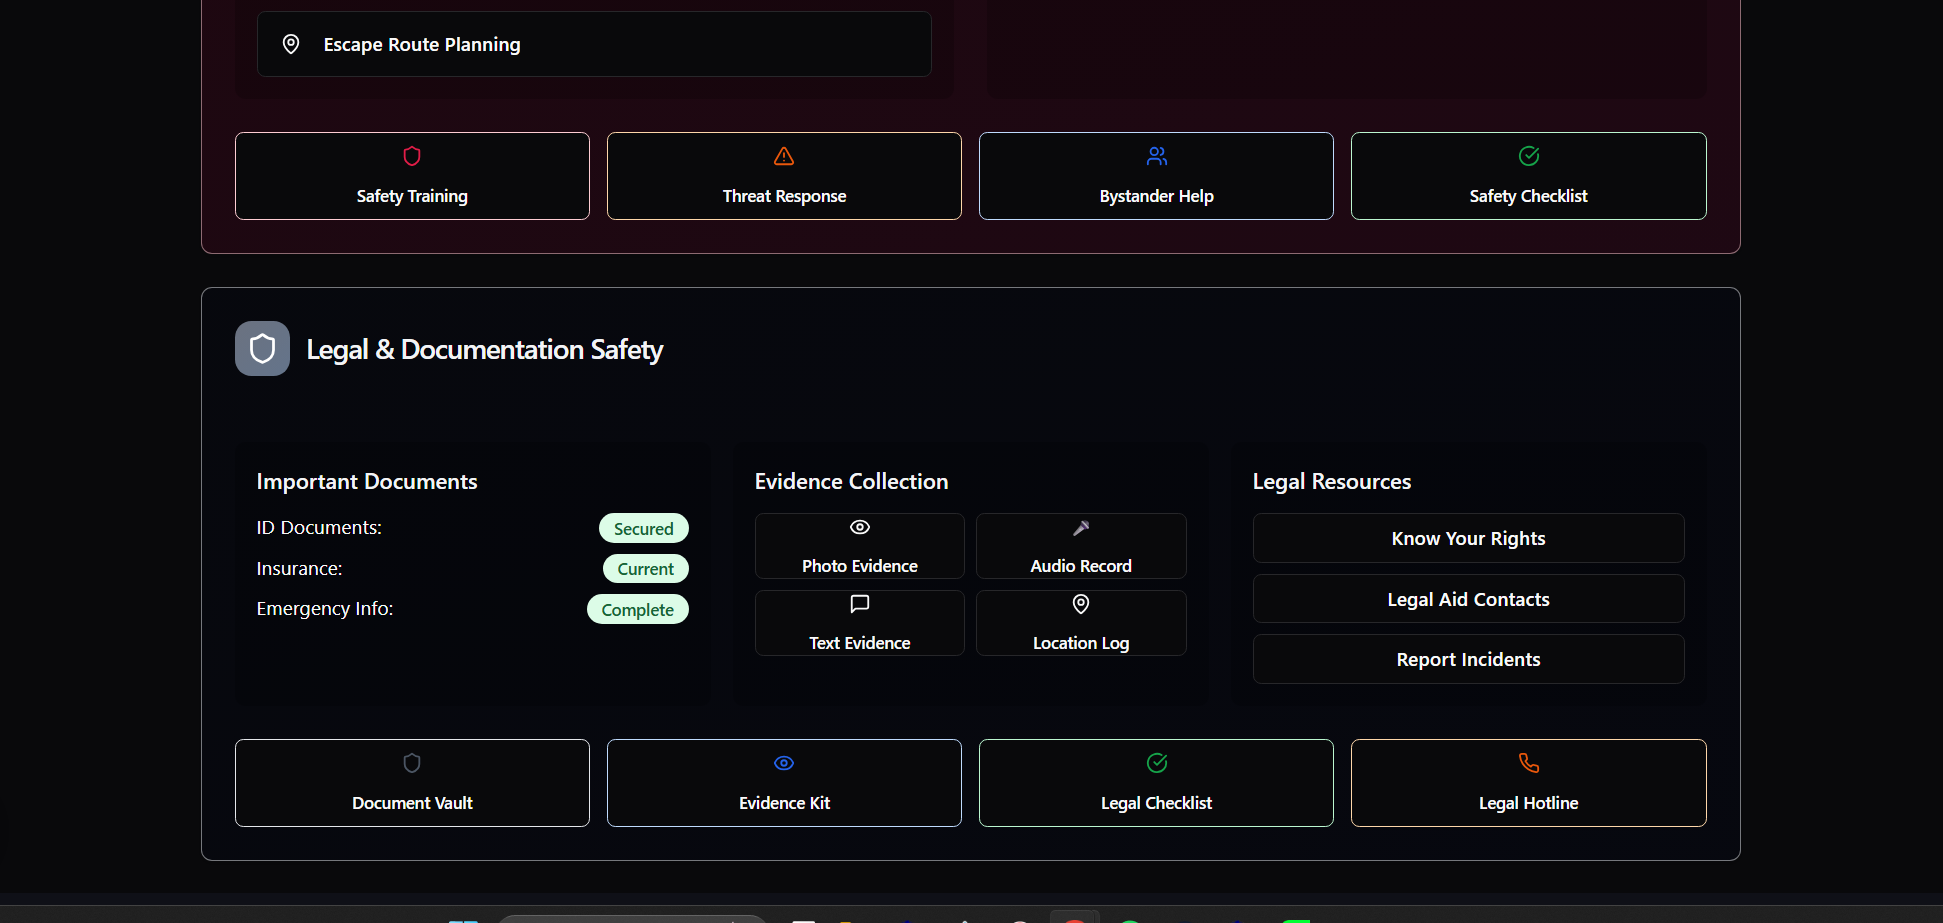 Escape Route Planning
Safety Training
Threat Response
Bystander Help
Safety Checklist
Legal & Documentation Safety
Important Documents
ID Documents: Secured
Insurance: Current
Emergency Info: Complete
Evidence Collection
Photo Evidence
Audio Record
Text Evidence
Location Log
Legal Resources
Know Your Rights
Legal Aid Contacts
Report Incidents
Document Vault
Evidence Kit
Legal Checklist
Legal Hotline